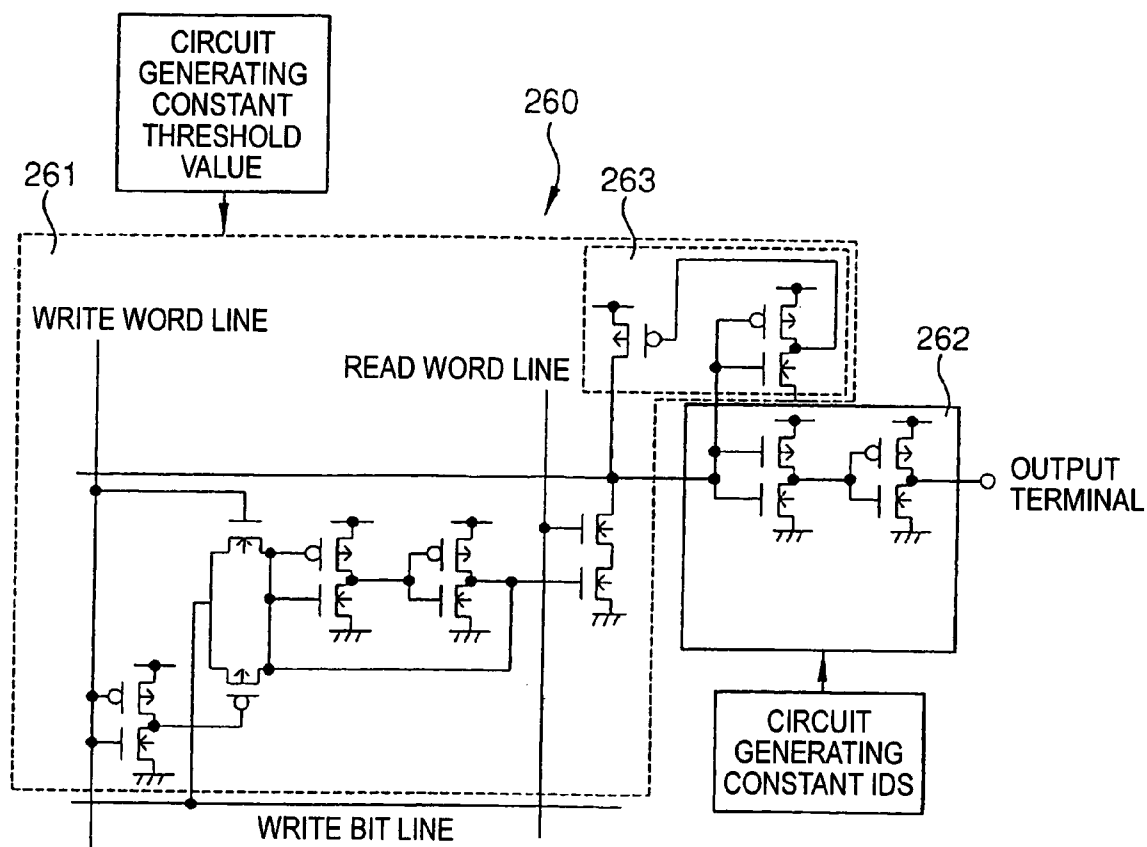 CIRCUIT
GENERATING
CONSTANT
THRESHOLD
VALUE
260
261
263
WRITE WORD LINE
READ WORD LINE
262
OUTPUT
TERMINAL
CIRCUIT
GENERATING
CONSTANT IDS
WRITE BIT LINE